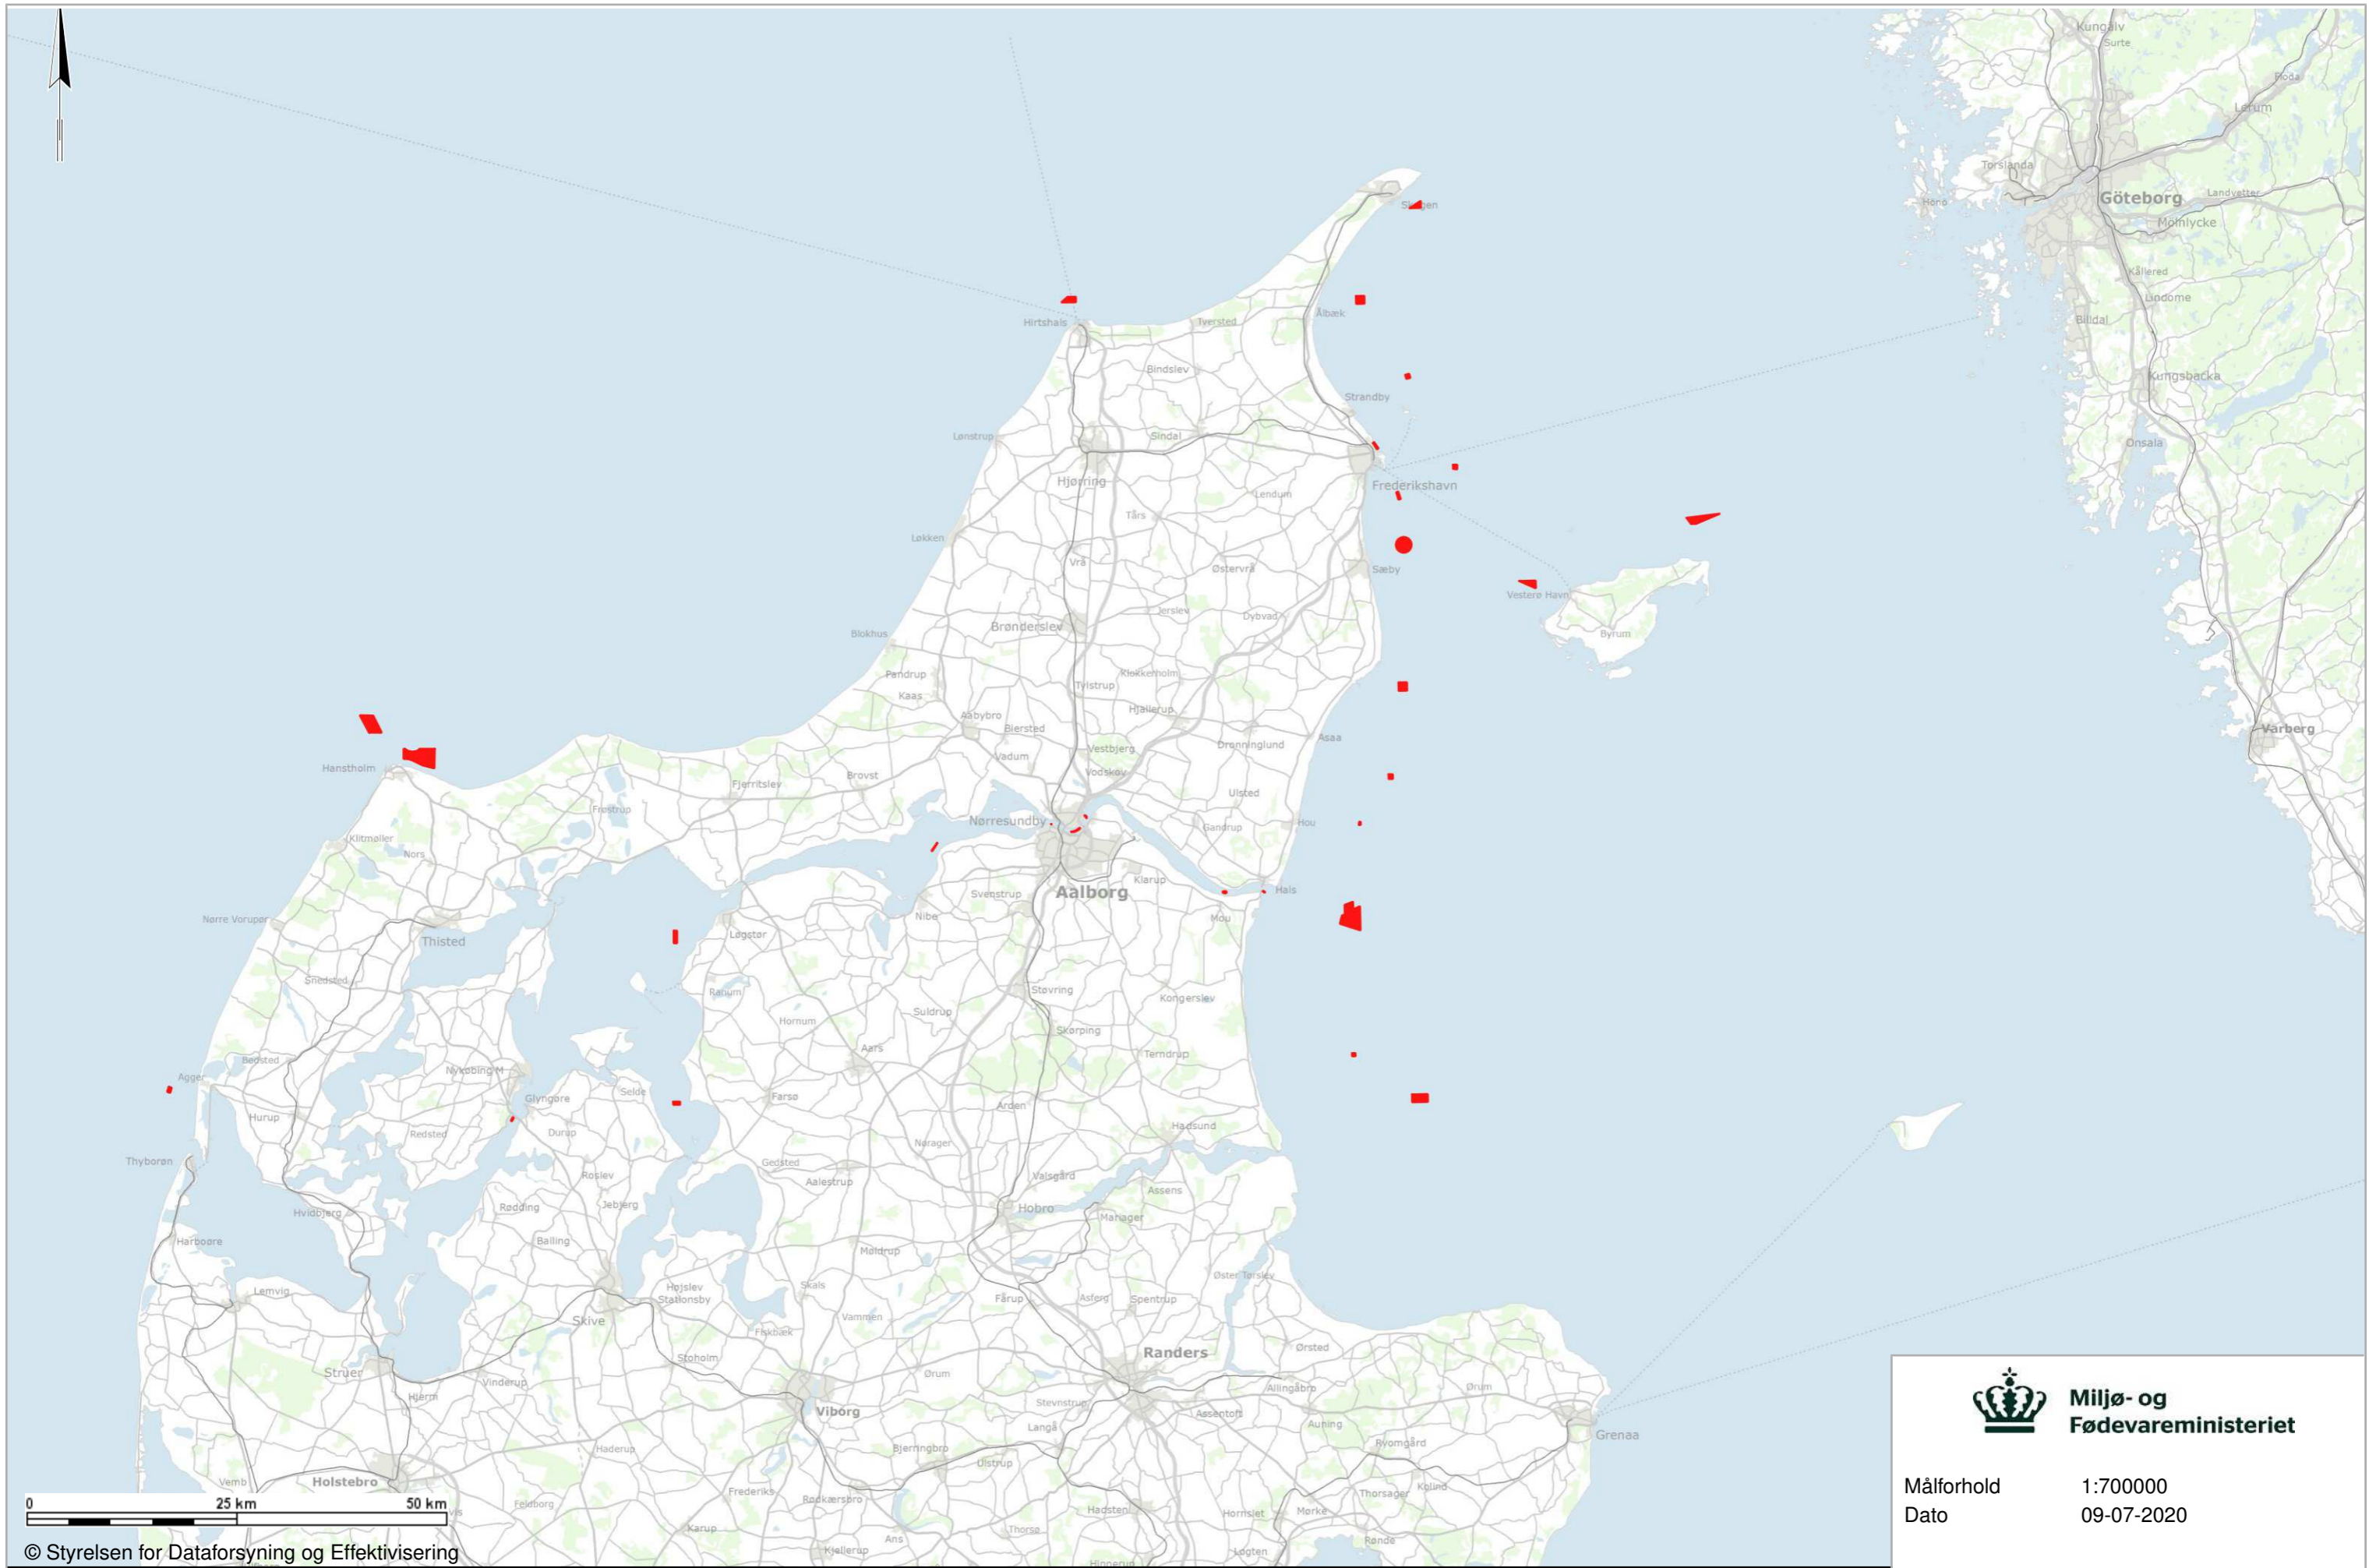 Kungälv
Surte
Floda
Lerum
Torslanda
Landvetter
Göteborg
Hönö
Mölnlycke
Kållered
Lindome
Billdal
Kungsbacka
Onsala
Varberg
Skagen
Ålbæk
Hirtshals
Tversted
Bindslev
Strandby
Lønstrup
Sindal
Hjørring
Frederikshavn
Lendum
Tårs
Løkken
Vrå
Østervrå
Sæby
Vesterø Havn
Jerslev
Dybvad
Brønderslev
Byrum
Blokhus
Pandrup
Klokkerholm
Kaas
Tylstrup
Hjallerup
Aabybro
Biersted
Vestbjerg
Dronninglund
Asaa
Vadum
Hanstholm
Vodskov
Brovst
Fjerritslev
Ulsted
Frøstrup
Nørresundby
Gandrup
Hou
Klitmøller
Nors
Klarup
Aalborg
Svenstrup
Hals
Nibe
Mou
Nørre Vorupør
Thisted
Løgstør
Snedsted
Ranum
Støvring
Kongerslev
Suldrup
Hornum
Skørping
Aars
Terndrup
Bedsted
Nykøbing M
Agger
Selde
Glyngøre
Farsø
Arden
Hurup
Durup
Redsted
Hadsund
Nørager
Thyborøn
Gedsted
Valsgård
Roslev
Aalestrup
Assens
Rødding
Jebjerg
Hobro
Hvidbjerg
Mariager
Harboøre
Balling
Møldrup
Øster Tørslev
Højslev
Stationsby
Skals
Lemvig
Fårup
Asferg
Spentrup
Skive
Vammen
Fiskbæk
Stoholm
Ørsted
Randers
Struer
Ørum
Vinderup
Hjerm
Allingåbro
Ørum
Viborg
Stevnstrup
Assentoft
Langå
Auning
Grenaa
Haderup
Bjerringbro
Ryomgård
Ulstrup
Vemb
Holstebro
Frederiks
Rødkærsbro
Kolind
Thorsager
Feldborg
Hadsten
Hornslet
Mørke
Karup
Thorsø
Ans
Rønde
Kjellerup
Løgten
Hinnerup
Miljø- og
Fødevareministeriet
Målforhold 1:700000
Dato 09-07-2020
0 25 km 50 km
© Styrelsen for Dataforsyning og Effektivisering